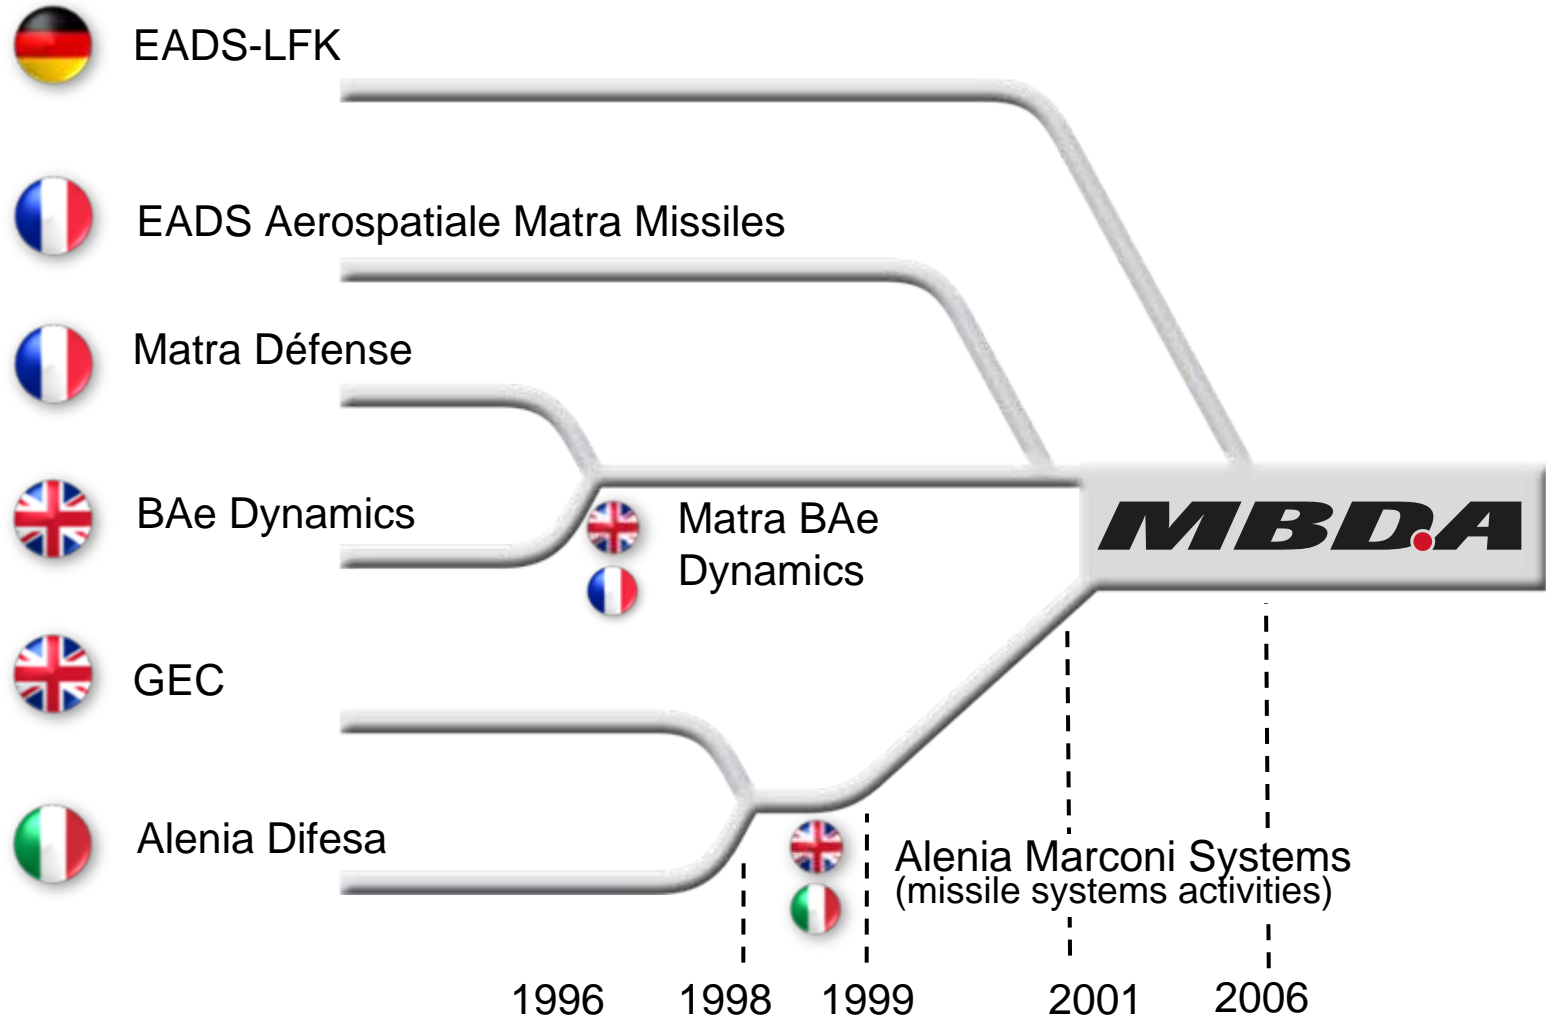 EADS-LFK
EADS Aerospatiale Matra Missiles
Matra Défense
BAe Dynamics
Matra BAe
Dynamics
MBDA
GEC
Alenia Difesa
Alenia Marconi Systems
(missile systems activities)
1996 1998 1999 2001 2006